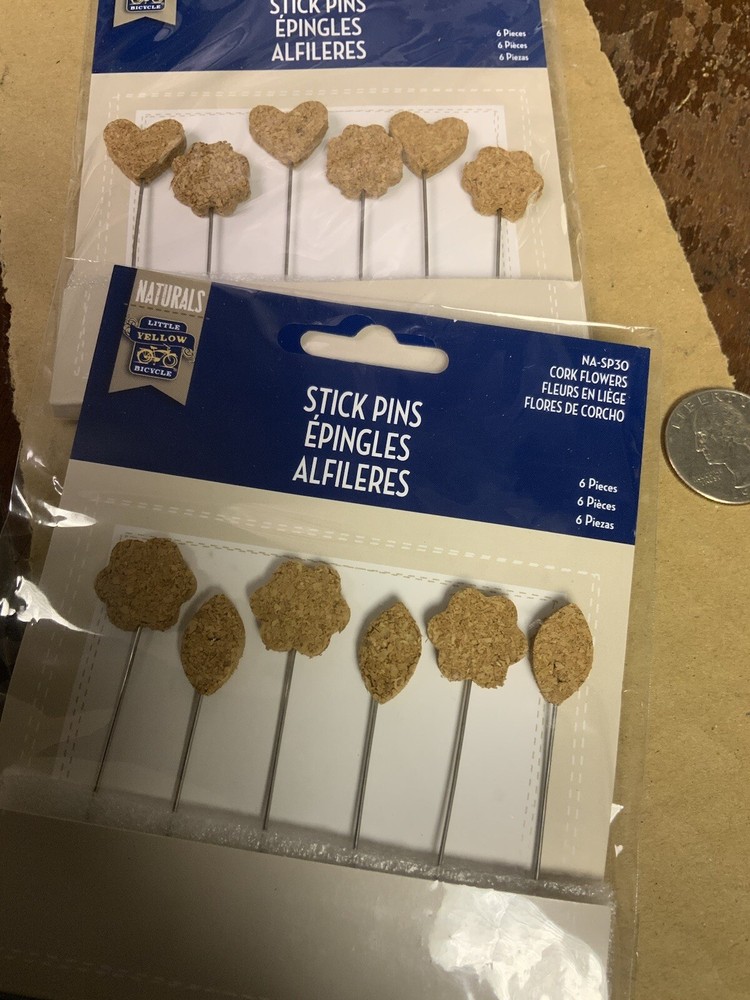 BICYCLE
STICK PINS
ÉPINGLES
ALFILERES
6 Pieces
6 Pièces
6 Piezas
NATURALS
LITTLE
YELLOW
BICYCLE
STICK PINS
ÉPINGLES
ALFILERES
NA-SP30
CORK FLOWERS
FLEURS EN LIÈGE
FLORES DE CORCHO
6 Pieces
6 Pièces
6 Piezas
LIBERTY